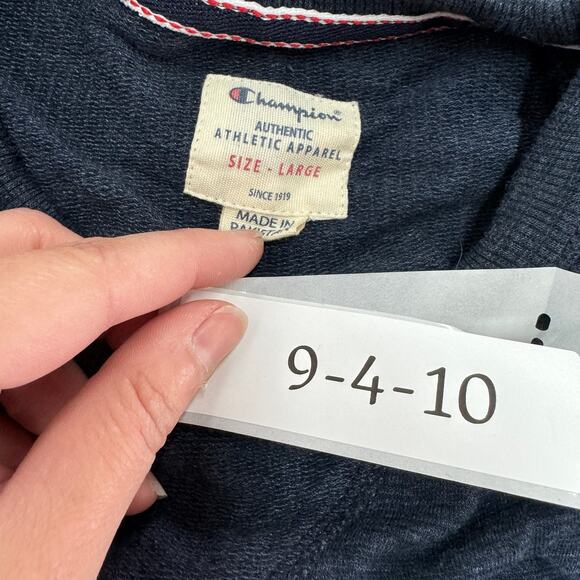 Champion
AUTHENTIC
ATHLETIC APPAREL
SIZE - LARGE
SINCE 1919
MADE IN
9-4-10